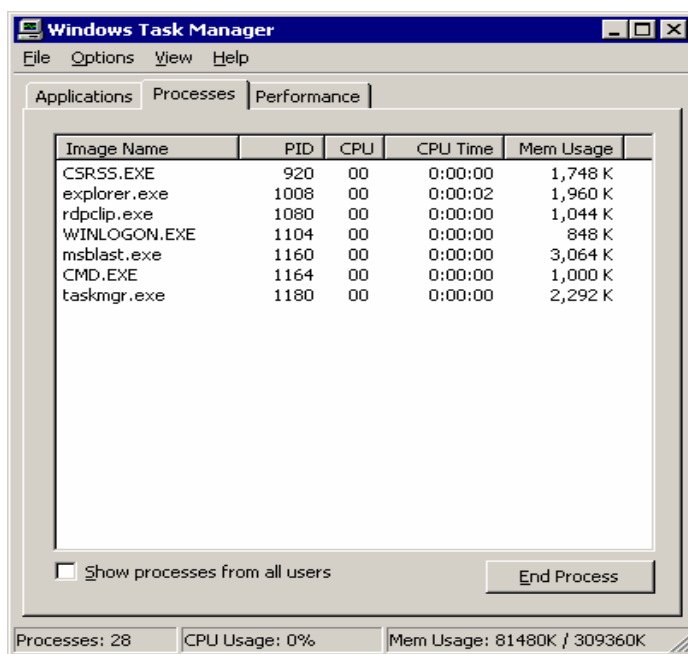 Windows Task Manager
File Options View Help
Applications Processes Performance
Image Name PID CPU CPU Time Mem Usage
CSRSS.EXE 920 00 0:00:00 1,748 K
explorer.exe 1008 00 0:00:02 1,960 K
rdpclip.exe 1080 00 0:00:00 1,044 K
WINLOGON.EXE 1104 00 0:00:00 848 K
msblast.exe 1160 00 0:00:00 3,064 K
CMD.EXE 1164 00 0:00:00 1,000 K
taskmgr.exe 1180 00 0:00:00 2,292 K
Show processes from all users
End Process
Processes: 28 CPU Usage: 0% Mem Usage: 81480K / 309360K